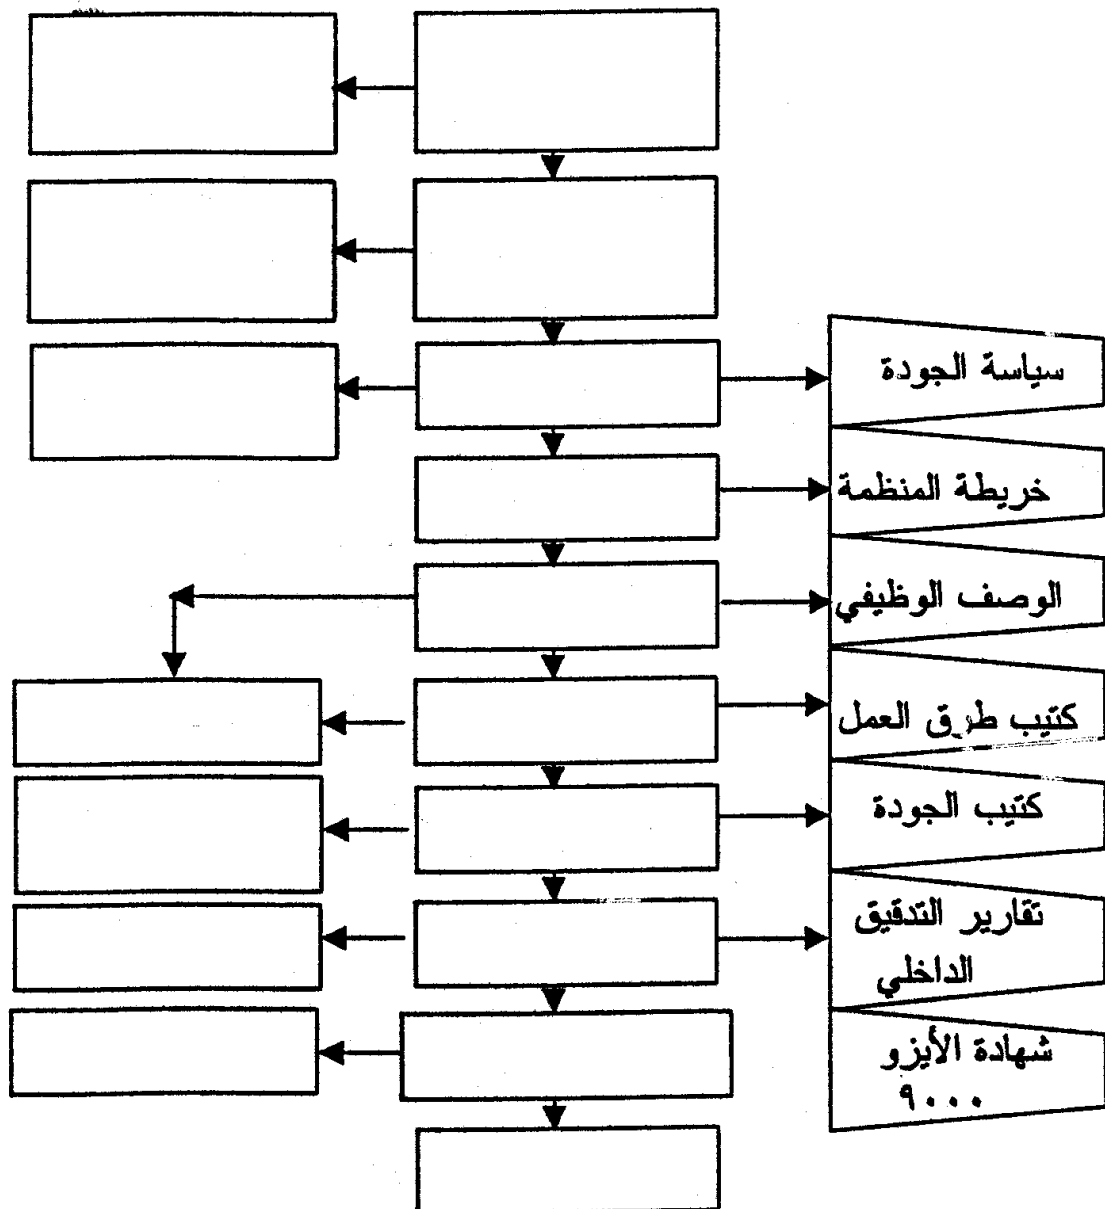 سياسة الجودة
خريطة المنظمة
الوصف الوظيفي
كتيب طرق العمل
كتيب الجودة
تقارير التدقيق
الداخلي
شهادة الأيزو
٩٠٠٠